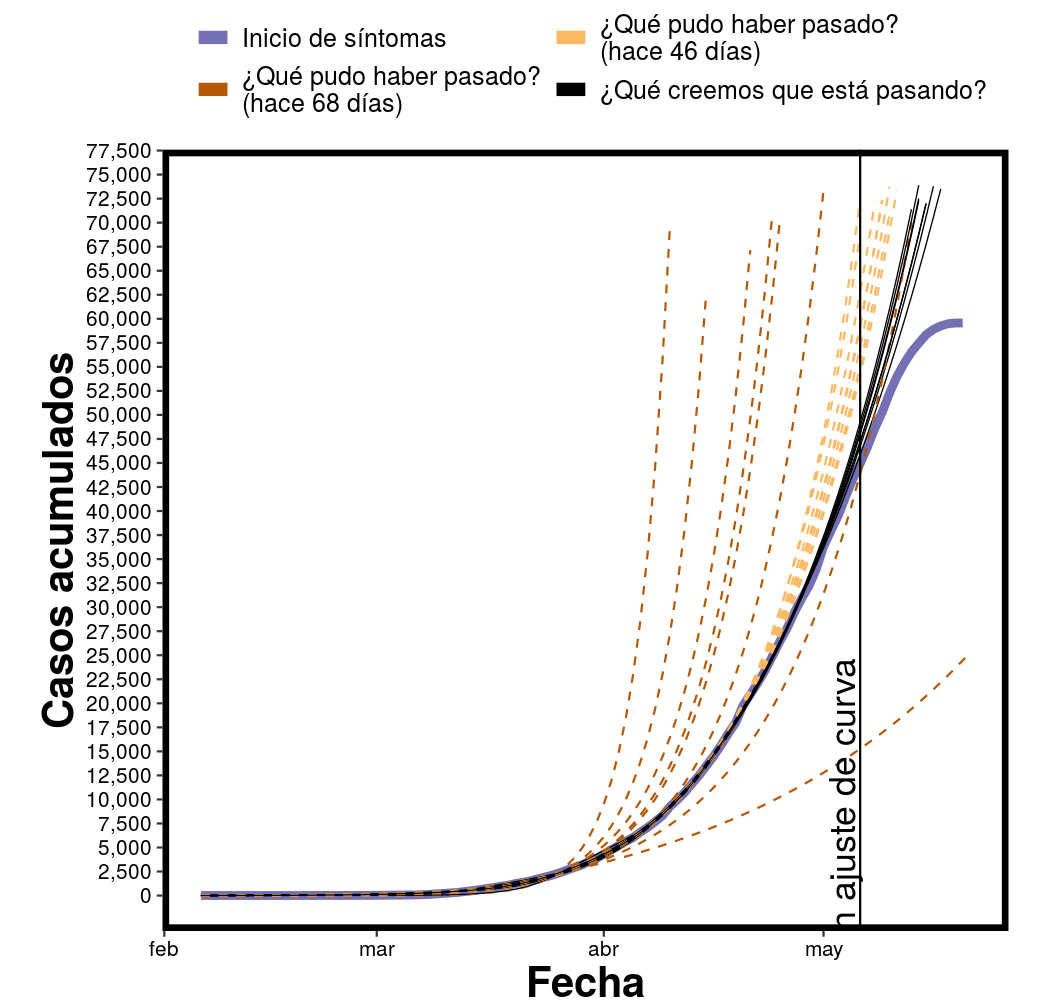 Inicio de síntomas
¿Qué pudo haber pasado?
(hace 68 días)
¿Qué pudo haber pasado?
(hace 46 días)
¿Qué creemos que está pasando?
77,500
75,000
72,500
70,000
67,500
65,000
62,500
60,000
57,500
55,000
52,500
50,000
47,500
45,000
42,500
40,000
37,500
35,000
32,500
30,000
27,500
25,000
22,500
20,000
17,500
15,000
12,500
10,000
7,500
5,000
2,500
0
Casos acumulados
ajuste de curva
feb
mar
abr
may
Fecha